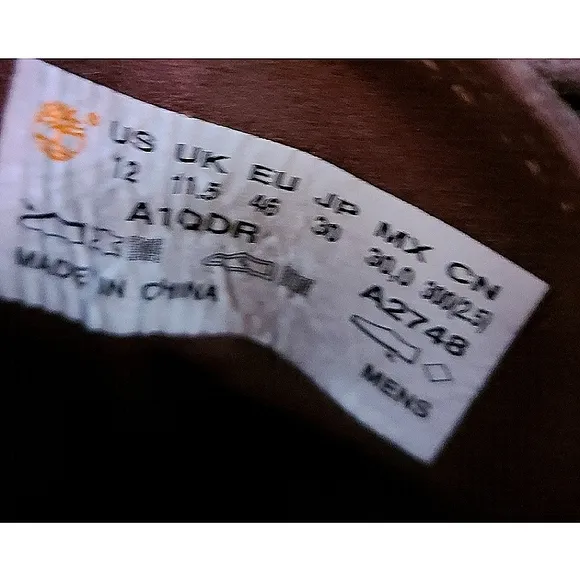 US UK EU JP MX CN
12 11.5 46 30 30,0 300(2.5)
A1QDR A2748
MADE IN CHINA MENS